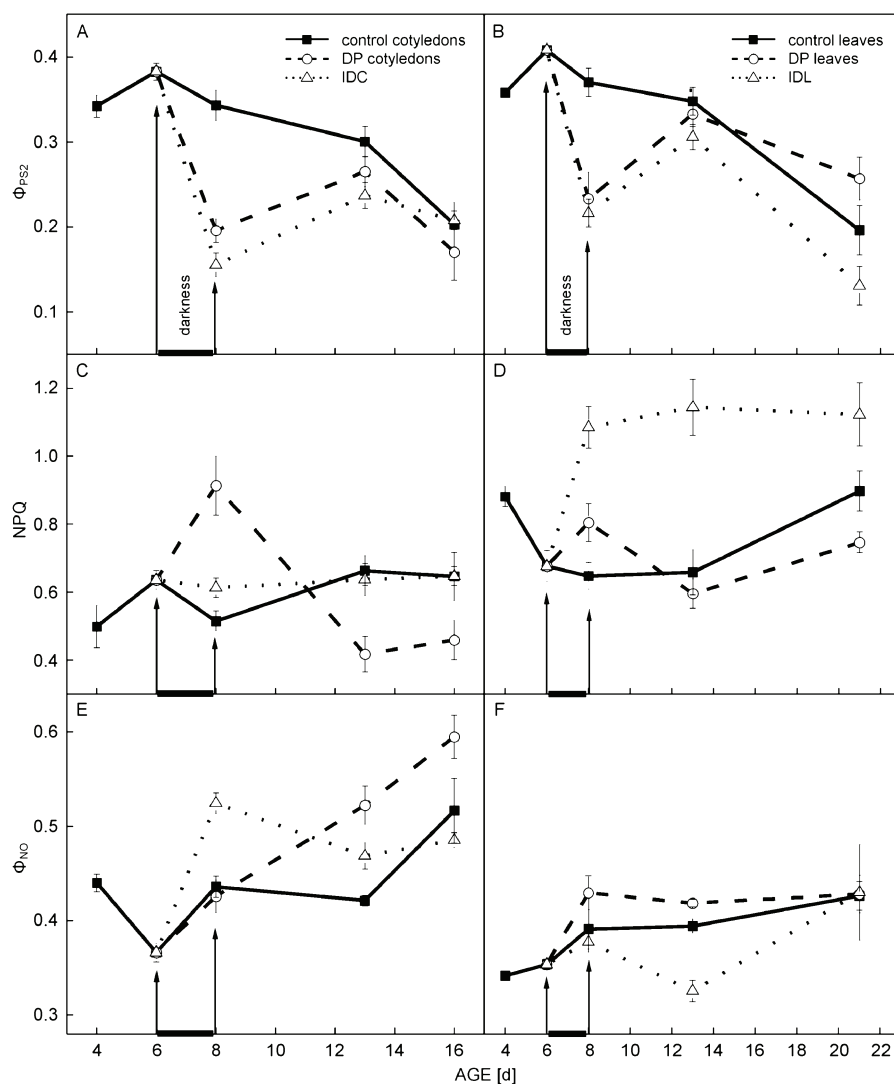 A
control cotyledons
DP cotyledons
IDC
B
control leaves
DP leaves
IDL
0.4
0.3
0.2
0.1
ΦPS2
darkness
darkness
C
D
1.2
1.0
0.8
0.6
0.4
NPQ
E
F
0.6
0.5
0.4
0.3
ΦNO
4 6 8 10 12 14 16 4 6 8 10 12 14 16 18 20 22
AGE [d]